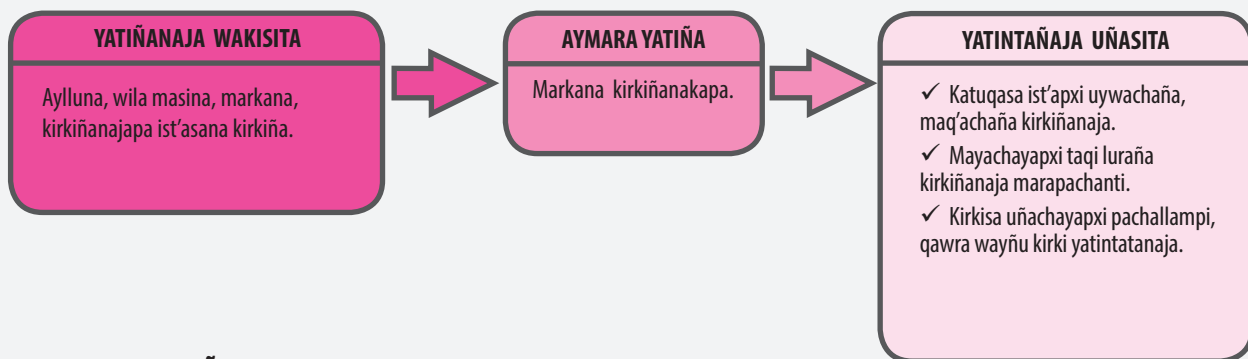 YATIÑANAJA WAKISITA
Aylluna, wila masina, markana,
kirkiñanajapa ist'asana kirkiña.
AYMARA YATIÑA
Markana kirkiñanakapa.
YATINTAÑAJA UÑASITA
✓ Katuqasa ist'apxi uywachaña,
maq'achaña kirkiñanaja.
✓ Mayachayapxi taqi luraña
kirkiñanaja marapachanti.
✓ Kirkisa uñachayapxi pachallampi,
qawra wayñu kirki yatintatanaja.